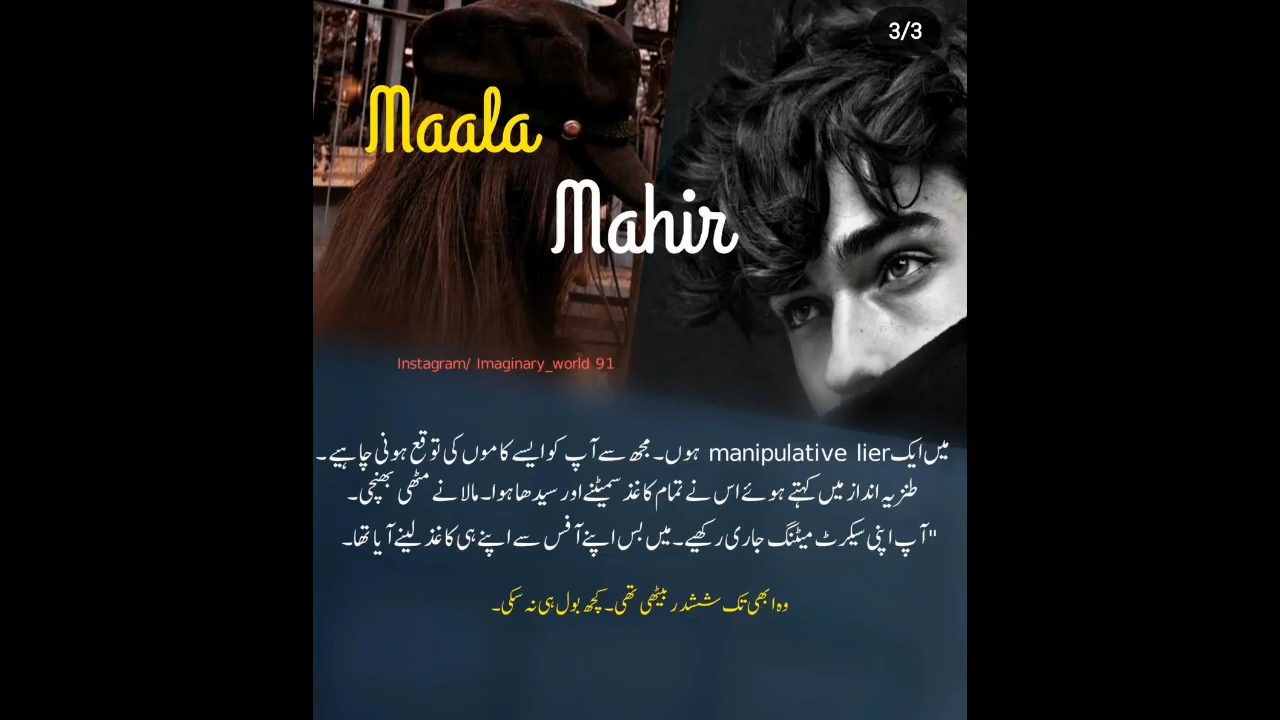 3/3
Maala
Mahir
Instagram/ Imaginary_world 91
میں ایک manipulative lier ہوں۔ مجھ سے آپ کو ایسے کاموں کی توقع ہونی چاہیے۔
طنزیہ انداز میں کہتے ہوئے اس نے تمام کاغذ سمیٹنے اور سیدھا ہوا۔ مالا نے مٹھی بھنچی۔
"آپ اپنی سیکرٹ میٹنگ جاری رکھیے۔ میں بس اپنے آفس سے اپنے ہی کاغذ لینے آیا تھا۔
وہ ابھی تک ششدر بیٹھی تھی۔ کچھ بول ہی نہ سکی۔